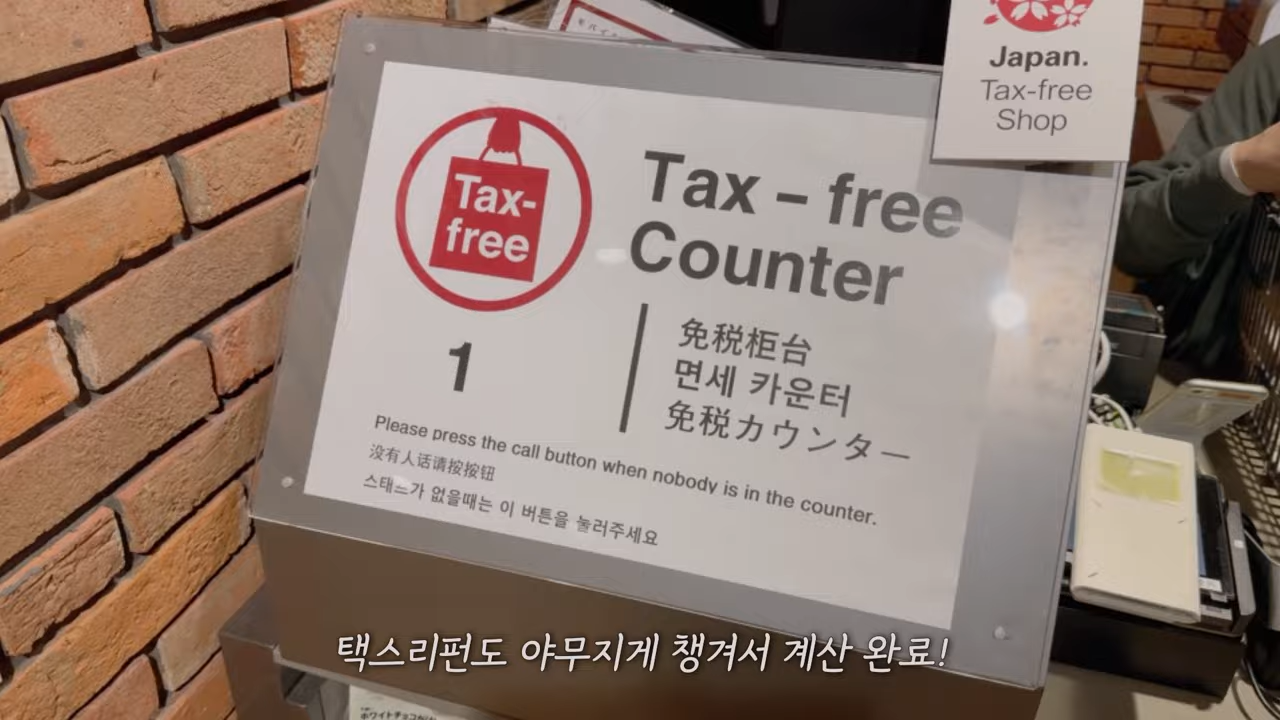 Japan.
Tax-free
Shop
Tax-
free
Tax – free
Counter
1
免税柜台
면세 카운터
免税カウンター
Please press the call button when nobody is in the counter.
没有人话请按按钮
스태프가 없을때는 이 버튼을 눌러주세요
택스리펀도 야무지게 챙겨서 계산 완료!